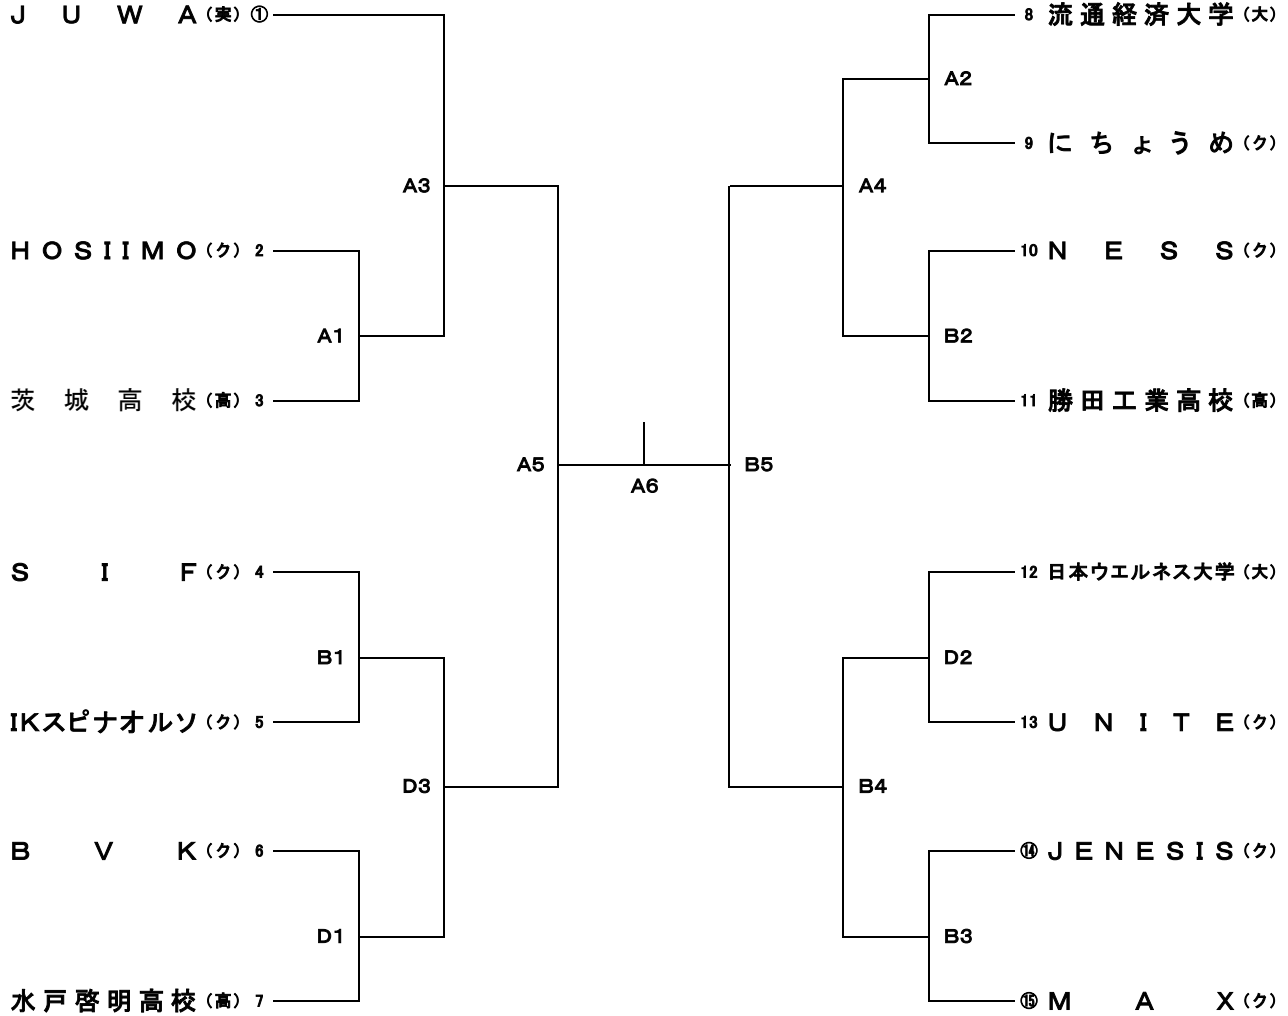 JUWA（実）①
A3
HOSIIMO（ク）2
A1
茨城高校（高）3
A5
SIF（ク）4
B1
IKスピナオルソ（ク）5
D3
BVK（ク）6
D1
水戸啓明高校（高）7
A6
8 流通経済大学（大）
A2
9 にちょうめ（ク）
A4
10 NESS（ク）
B2
11 勝田工業高校（高）
B5
12 日本ウエルネス大学（大）
D2
13 UNITE（ク）
B4
⑭ JENESIS（ク）
B3
⑮ MAX（ク）